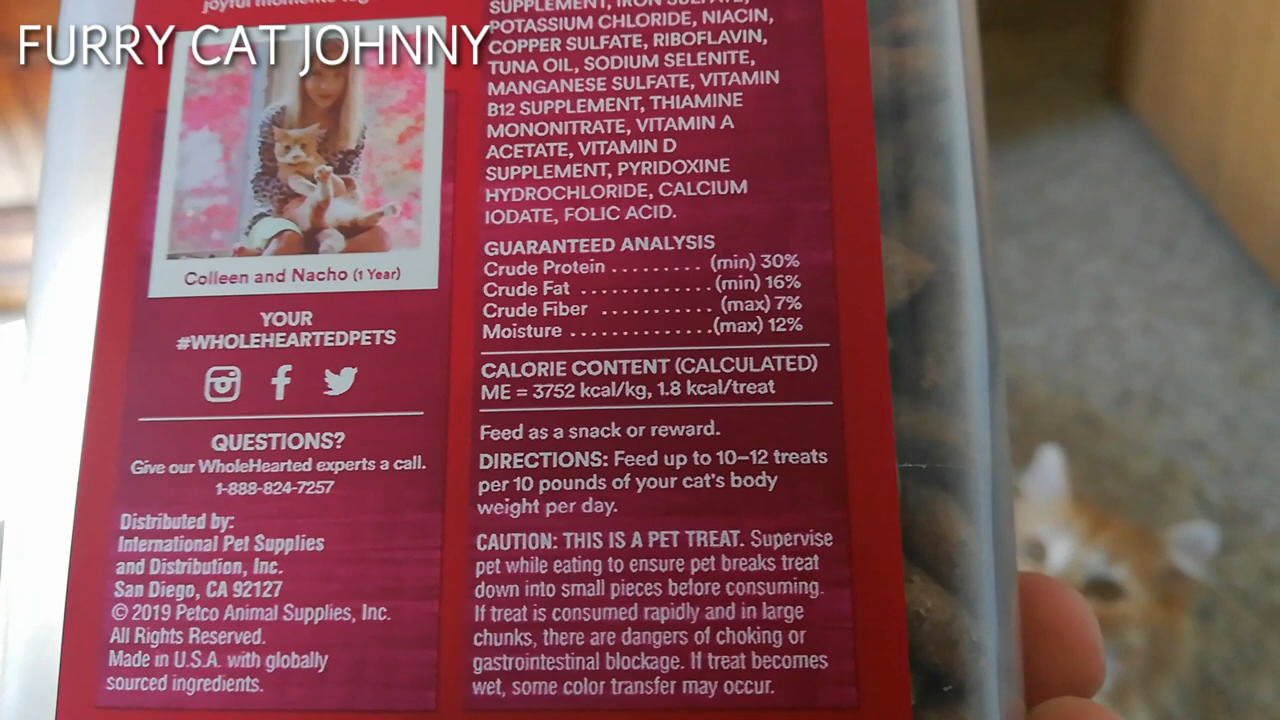 FURRY CAT JOHNNY
joyful moments
Colleen and Nacho (1 Year)
YOUR
#WHOLEHEARTEDPETS
QUESTIONS?
Give our WholeHearted experts a call.
1-888-824-7257
Distributed by:
International Pet Supplies
and Distribution, Inc.
San Diego, CA 92127
© 2019 Petco Animal Supplies, Inc.
All Rights Reserved.
Made in U.S.A. with globally
sourced ingredients.
SUPPLEMENT, IRON SULFATE,
POTASSIUM CHLORIDE, NIACIN,
COPPER SULFATE, RIBOFLAVIN,
TUNA OIL, SODIUM SELENITE,
MANGANESE SULFATE, VITAMIN
B12 SUPPLEMENT, THIAMINE
MONONITRATE, VITAMIN A
ACETATE, VITAMIN D
SUPPLEMENT, PYRIDOXINE
HYDROCHLORIDE, CALCIUM
IODATE, FOLIC ACID.
GUARANTEED ANALYSIS
Crude Protein ......... (min) 30%
Crude Fat ............. (min) 16%
Crude Fiber ........... (max) 7%
Moisture ..............(max) 12%
CALORIE CONTENT (CALCULATED)
ME = 3752 kcal/kg, 1.8 kcal/treat
Feed as a snack or reward.
DIRECTIONS: Feed up to 10–12 treats
per 10 pounds of your cat's body
weight per day.
CAUTION: THIS IS A PET TREAT. Supervise
pet while eating to ensure pet breaks treat
down into small pieces before consuming.
If treat is consumed rapidly and in large
chunks, there are dangers of choking or
gastrointestinal blockage. If treat becomes
wet, some color transfer may occur.